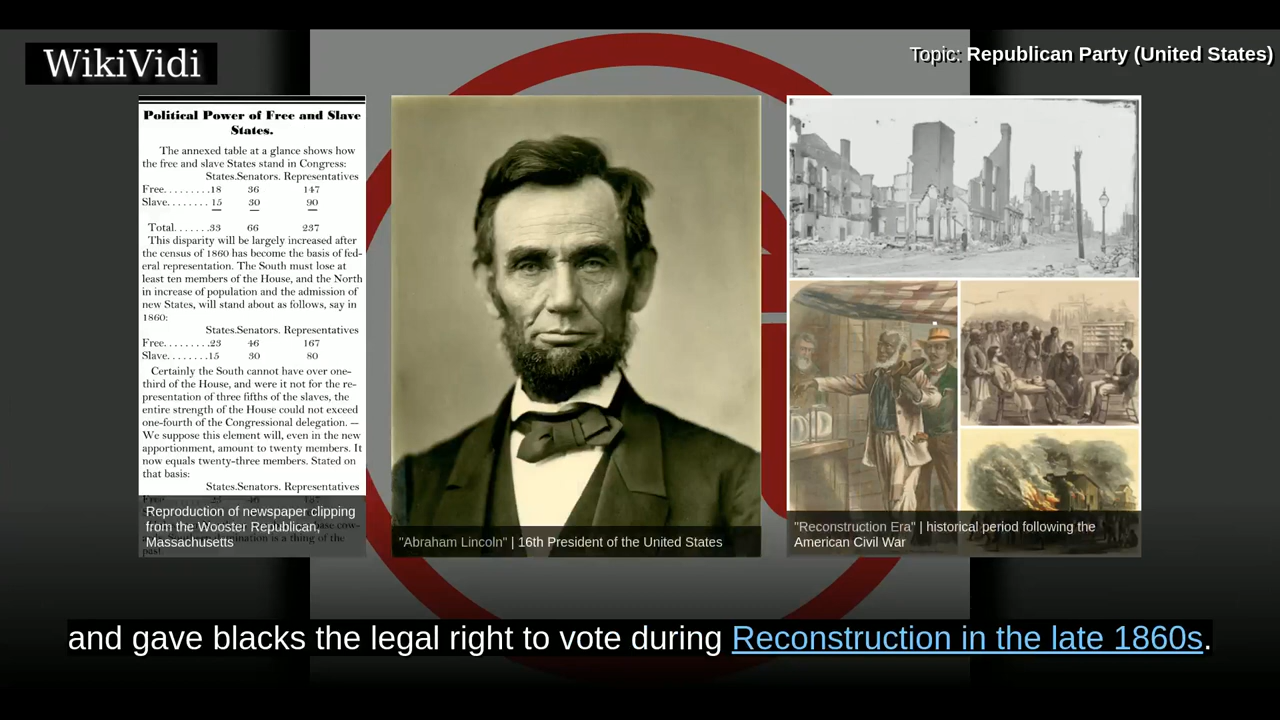 WikiVidi
Topic: Republican Party (United States)
Political Power of Free and Slave
States.
The annexed table at a glance shows how
the free and slave States stand in Congress:
States.Senators. Representatives
Free. . . . . . . . .18 36 147
Slave. . . . . . . . 15 30 90
Total. . . . . . .33 66 237
This disparity will be largely increased after
the census of 1860 has become the basis of fed-
eral representation. The South must lose at
least ten members of the House, and the North
in increase of population and the admission of
new States, will stand about as follows, say in
1860:
States.Senators. Representatives
Free. . . . . . . . .23 46 167
Slave. . . . . . . .15 30 80
Certainly the South cannot have over one-
third of the House, and were it not for the re-
presentation of three fifths of the slaves, the
entire strength of the House could not exceed
one-fourth of the Congressional delegation. —
We suppose this element will, even in the new
apportionment, amount to twenty members. It
now equals twenty-three members. Stated on
that basis:
States.Senators. Representatives
Reproduction of newspaper clipping
from the Wooster Republican,
Massachusetts
is a thing of the
past.
"Abraham Lincoln" | 16th President of the United States
"Reconstruction Era" | historical period following the
American Civil War
and gave blacks the legal right to vote during Reconstruction in the late 1860s.